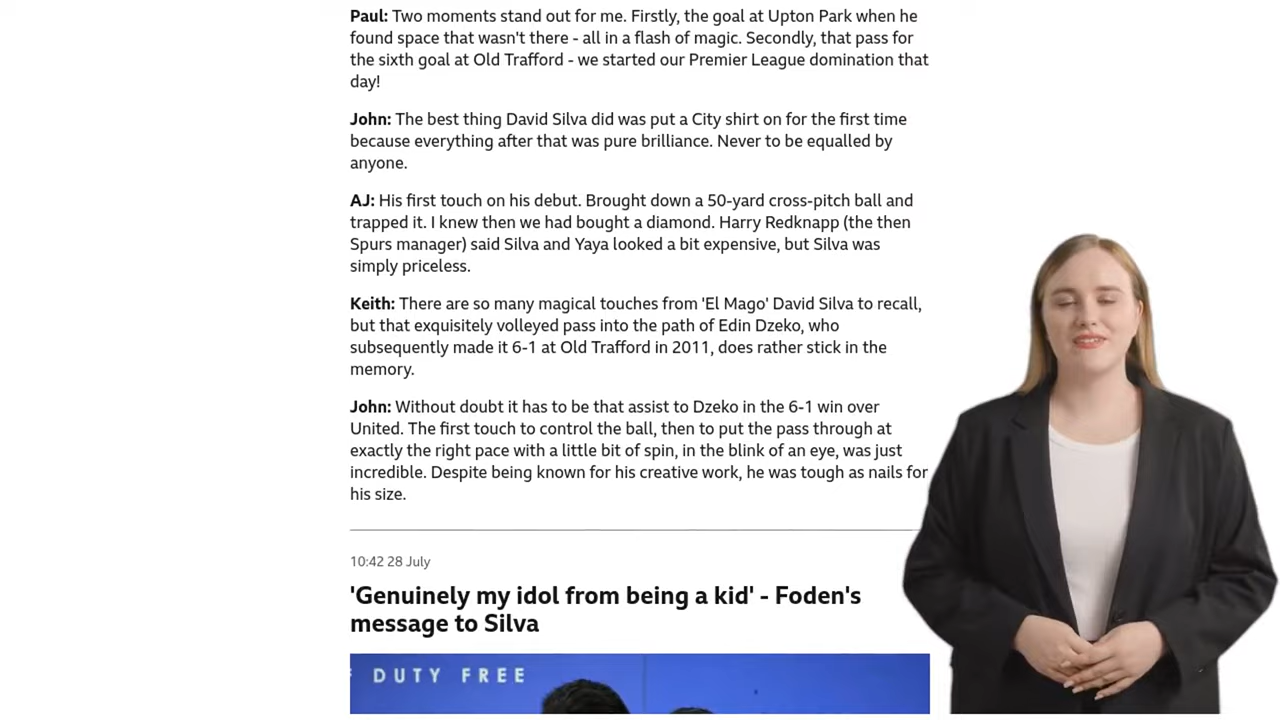 Paul: Two moments stand out for me. Firstly, the goal at Upton Park when he
found space that wasn't there - all in a flash of magic. Secondly, that pass for
the sixth goal at Old Trafford - we started our Premier League domination that
day!
John: The best thing David Silva did was put a City shirt on for the first time
because everything after that was pure brilliance. Never to be equalled by
anyone.
AJ: His first touch on his debut. Brought down a 50-yard cross-pitch ball and
trapped it. I knew then we had bought a diamond. Harry Redknapp (the then
Spurs manager) said Silva and Yaya looked a bit expensive, but Silva was
simply priceless.
Keith: There are so many magical touches from 'El Mago' David Silva to recall,
but that exquisitely volleyed pass into the path of Edin Dzeko, who
subsequently made it 6-1 at Old Trafford in 2011, does rather stick in the
memory.
John: Without doubt it has to be that assist to Dzeko in the 6-1 win over
United. The first touch to control the ball, then to put the pass through at
exactly the right pace with a little bit of spin, in the blink of an eye, was just
incredible. Despite being known for his creative work, he was tough as nails for
his size.
10:42 28 July
'Genuinely my idol from being a kid' - Foden's
message to Silva
DUTY FREE